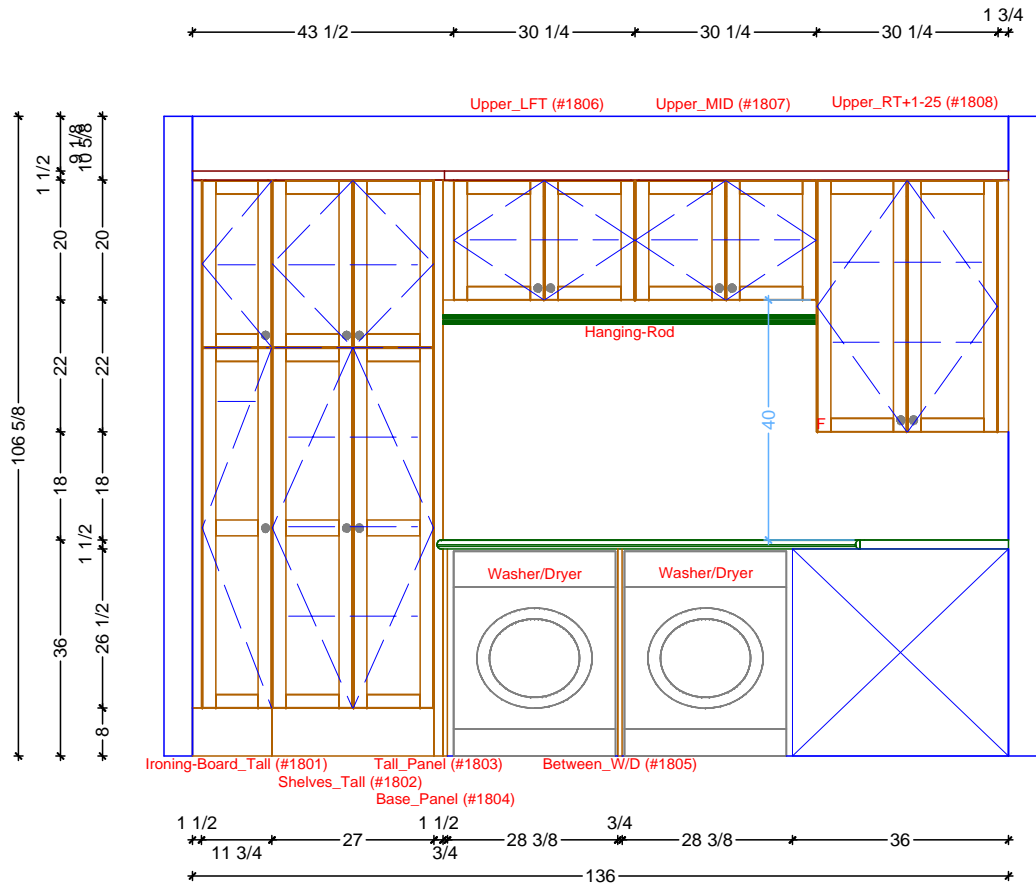 1 3/4
43 1/2
30 1/4
30 1/4
30 1/4
Upper_LFT (#1806)
Upper_MID (#1807)
Upper_RT+1-25 (#1808)
9 1/8
10 5/8
1 1/2
20
20
Hanging-Rod
22
22
40
F
106 5/8
18
18
1 1/2
Washer/Dryer
Washer/Dryer
26 1/2
36
8
Ironing-Board_Tall (#1801)
Tall_Panel (#1803)
Between_W/D (#1805)
Shelves_Tall (#1802)
Base_Panel (#1804)
1 1/2
1 1/2
3/4
27
28 3/8
28 3/8
36
11 3/4
3/4
136